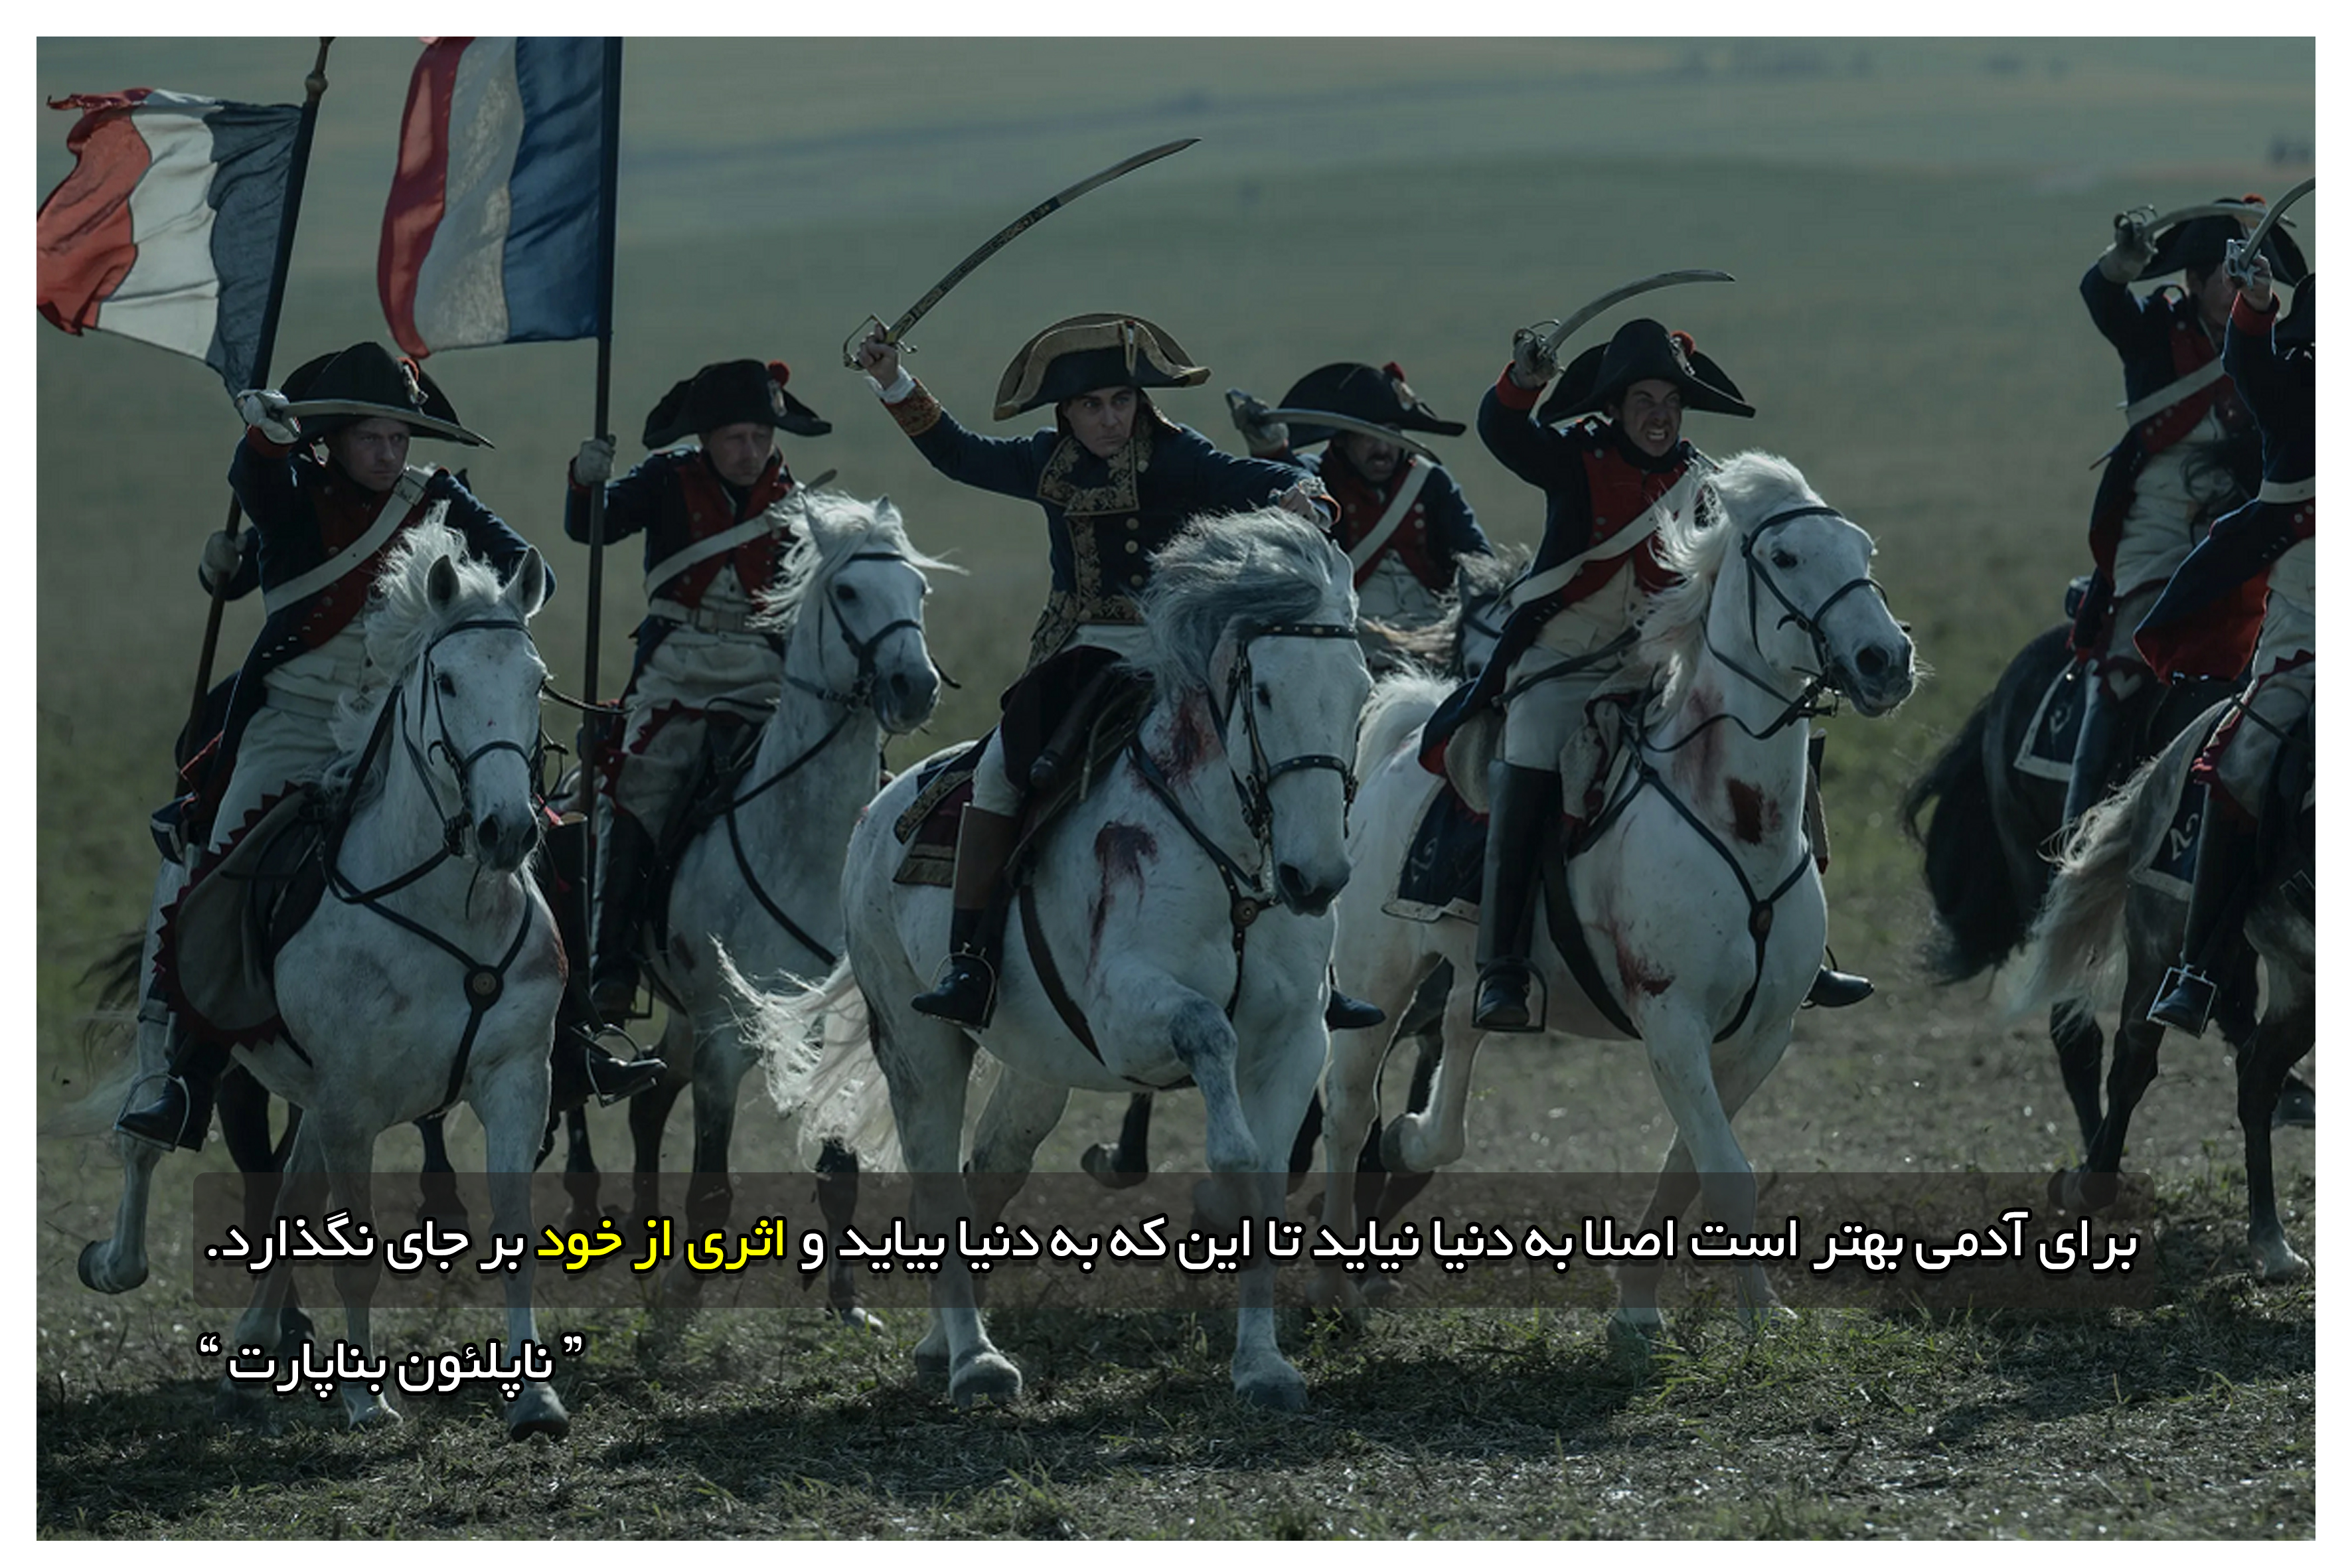 برای آدمی بهتر است اصلا به دنیا نیاید تا این که به دنیا بیاید و اثری از خود بر جای نگذارد.
”ناپلئون بناپارت“